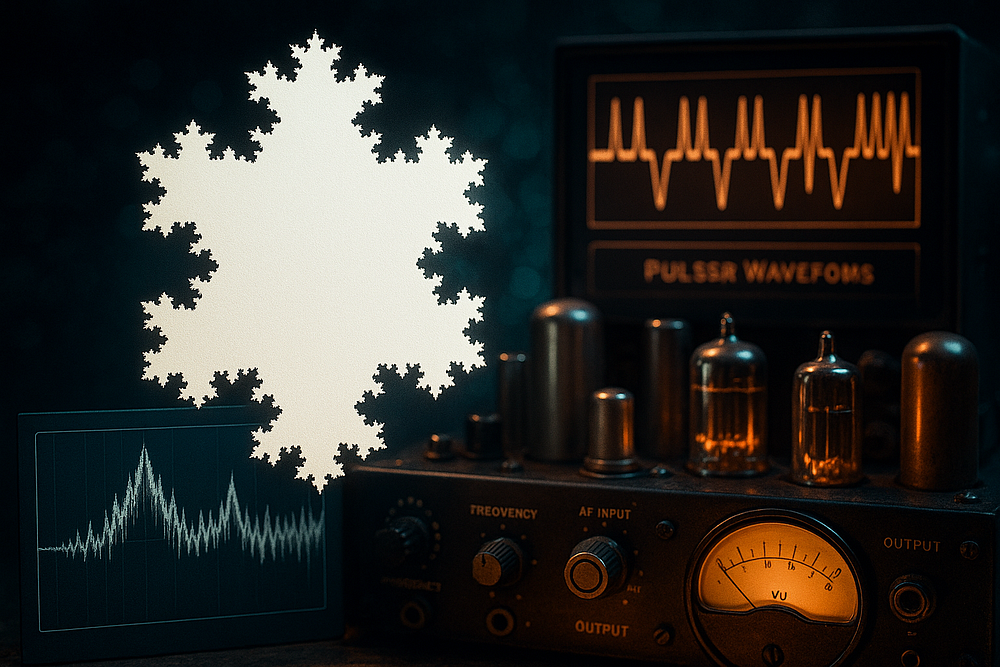 PULSSR WAVEFOMS
TREOVENCY
AF INPUT
OUTPUT
OUTPUT
VU